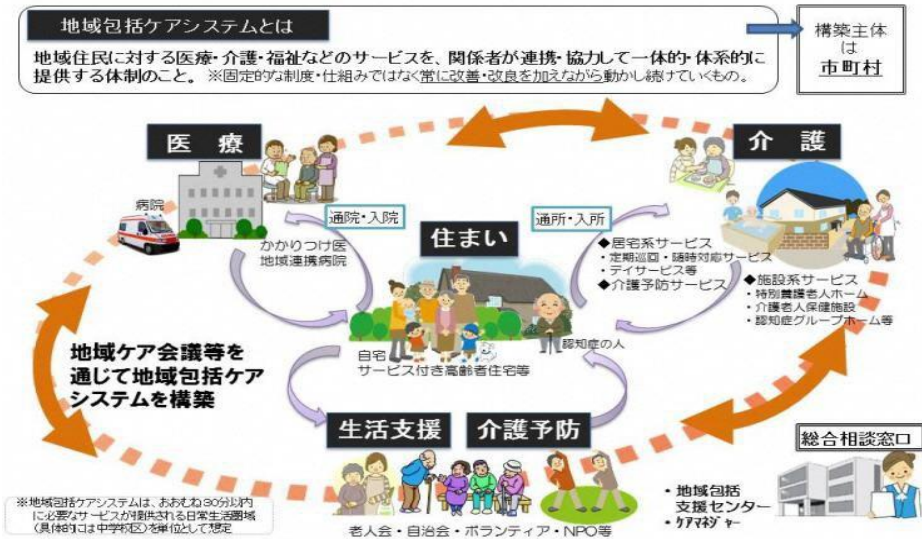 地域包括ケアシステムとは
地域住民に対する医療・介護・福祉などのサービスを、関係者が連携・協力して一体的・体系的に
提供する体制のこと。 ※固定的な制度・仕組みではなく常に改善・改良を加えながら動かし続けていくもの。
構築主体
は
市町村
医 療
病院
かかりつけ医
地域連携病院
通院・入院
住まい
自宅
サービス付き高齢者住宅等
認知症の人
通所・入所
介 護
◆居宅系サービス
・定期巡回・随時対応サービス
・デイサービス等
◆介護予防サービス
◆施設系サービス
・特別養護老人ホーム
・介護老人保健施設
・認知症グループホーム等
地域ケア会議等を
通じて地域包括ケア
システムを構築
生活支援
介護予防
老人会・自治会・ボランティア・NPO等
総合相談窓口
・地域包括
支援センター
・ケアマネジャー
※地域包括ケアシステムは、おおむね30分以内
に必要なサービスが提供される日常生活圏域
(具体的には中学校区)を単位として想定